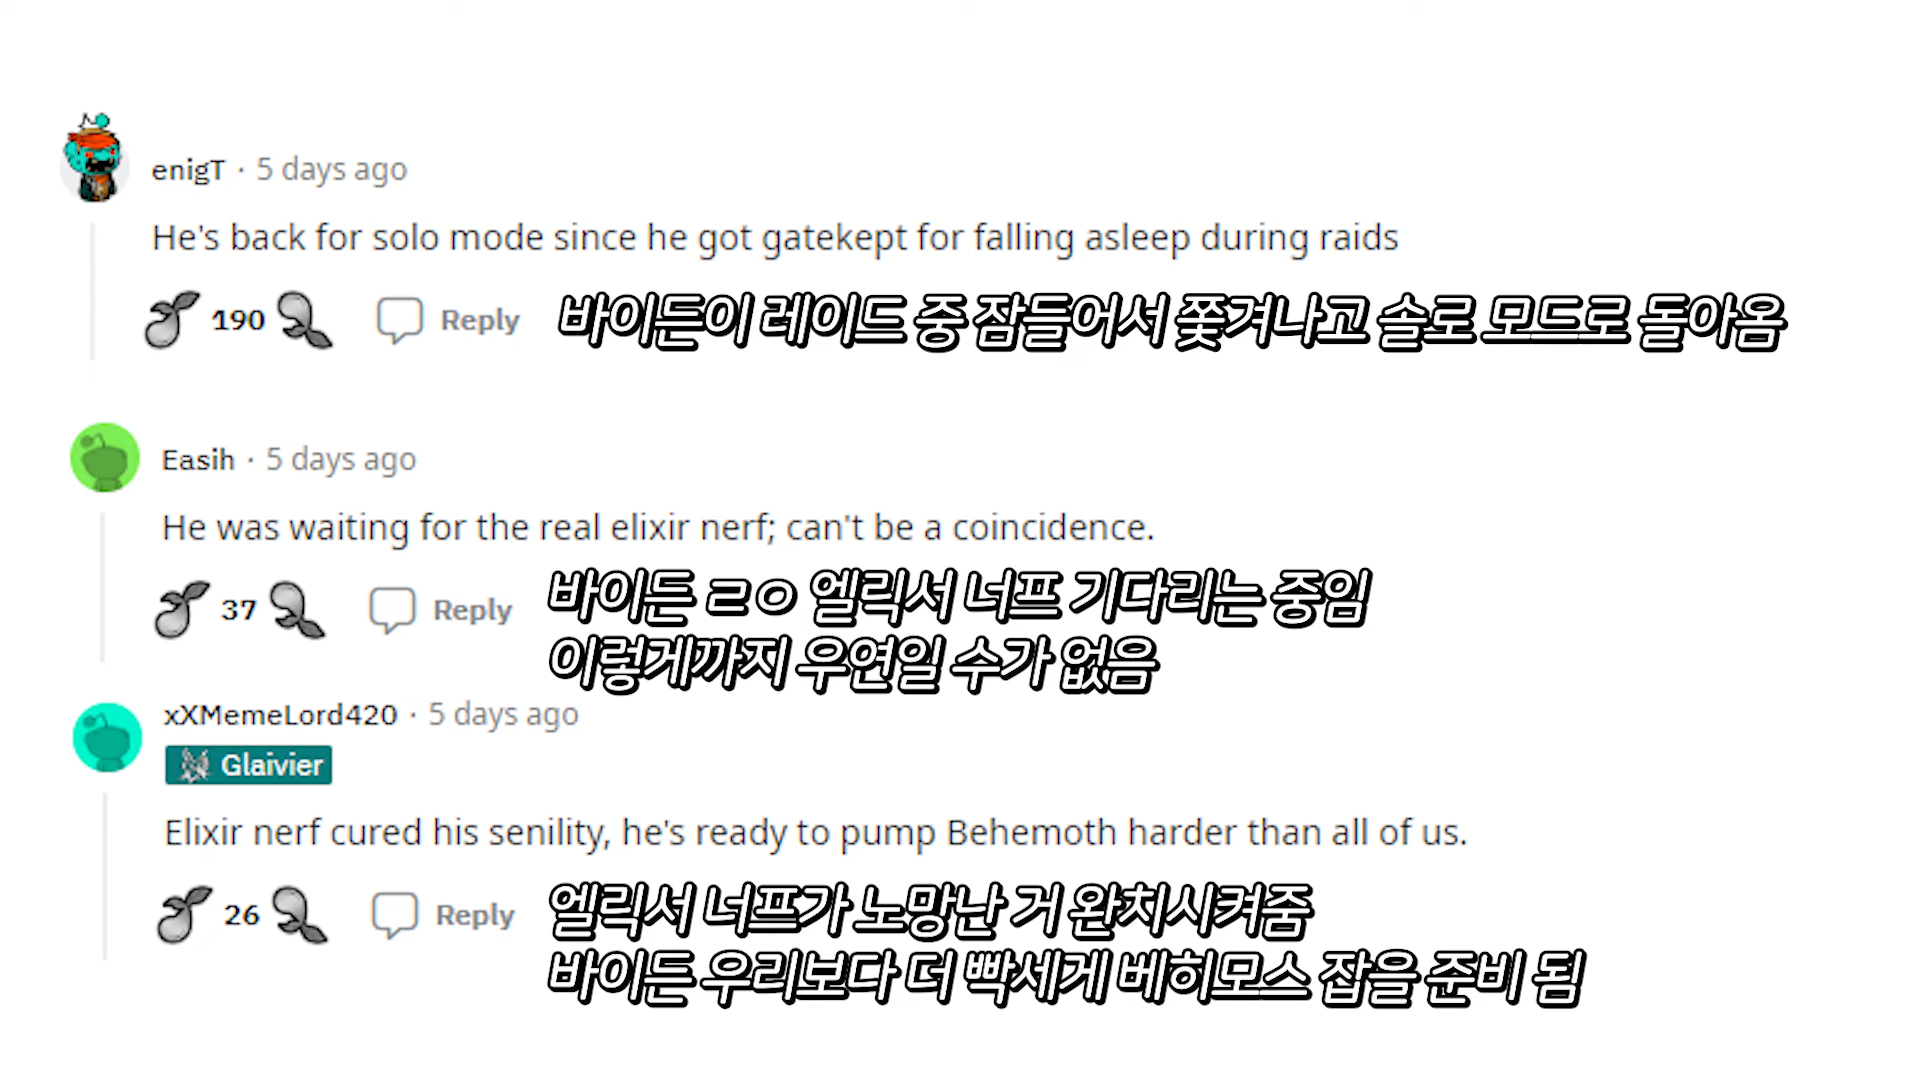 enigT · 5 days ago
He's back for solo mode since he got gatekept for falling asleep during raids
190 Reply 바이든이 레이드 중 잠들어서 쫓겨나고 솔로 모드로 돌아옴
Easih · 5 days ago
He was waiting for the real elixir nerf; can't be a coincidence.
37 Reply 바이든 ㄹㅇ 엘릭서 너프 기다리는 중임
이렇게까지 우연일 수가 없음
xXMemeLord420 · 5 days ago
Glaivier
Elixir nerf cured his senility, he's ready to pump Behemoth harder than all of us.
26 Reply 엘릭서 너프가 노망난 거 완치시켜줌
바이든 우리보다 더 빡세게 베히모스 잡을 준비 됨